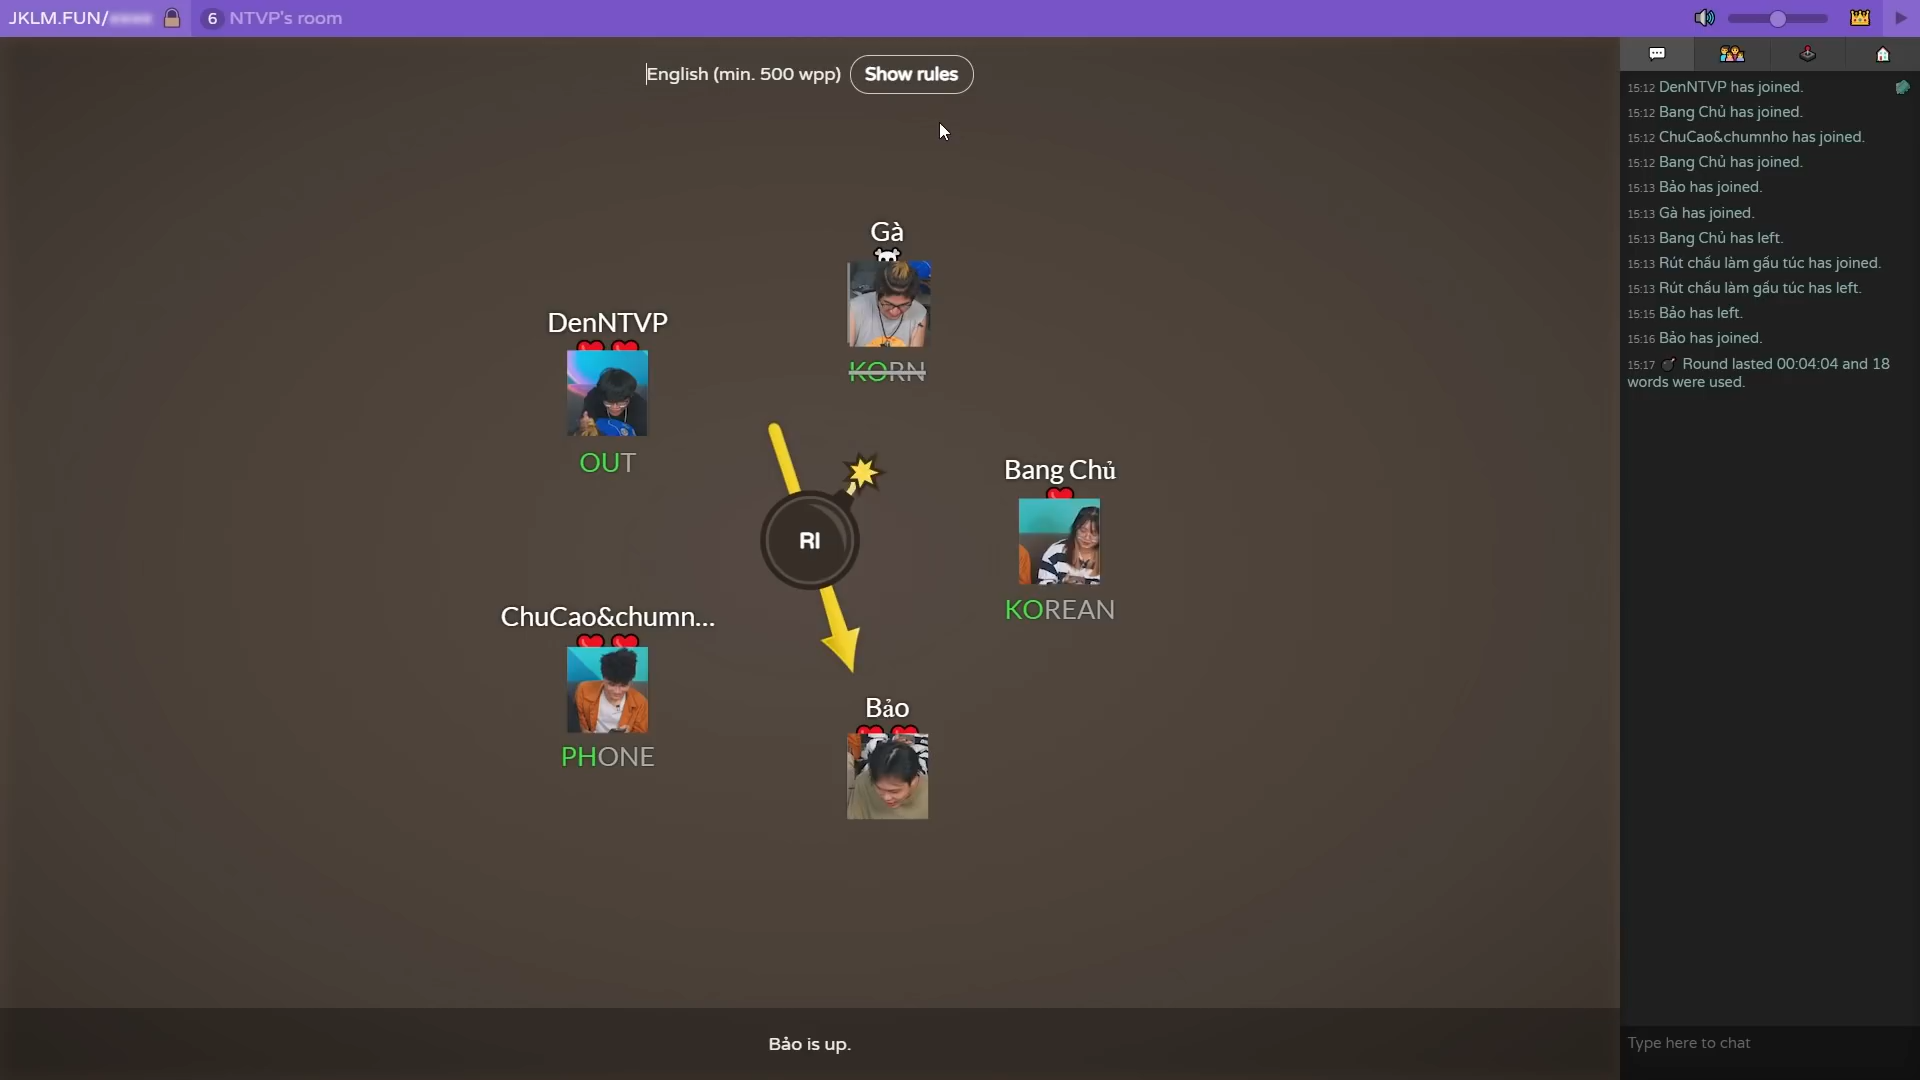 JKLM.FUN/
6 NTVP's room
English (min. 500 wpp) Show rules
Gà
KORN
DenNTVP
OUT
Bang Chủ
KOREAN
RI
ChuCao&chumn...
PHONE
Bảo
Bảo is up.
15:12 DenNTVP has joined.
15:12 Bang Chủ has joined.
15:12 ChuCao&chumnho has joined.
15:12 Bang Chủ has joined.
15:13 Bảo has joined.
15:13 Gà has joined.
15:13 Bang Chủ has left.
15:13 Rút chấu làm gấu túc has joined.
15:13 Rút chấu làm gấu túc has left.
15:15 Bảo has left.
15:16 Bảo has joined.
15:17 Round lasted 00:04:04 and 18
words were used.
Type here to chat